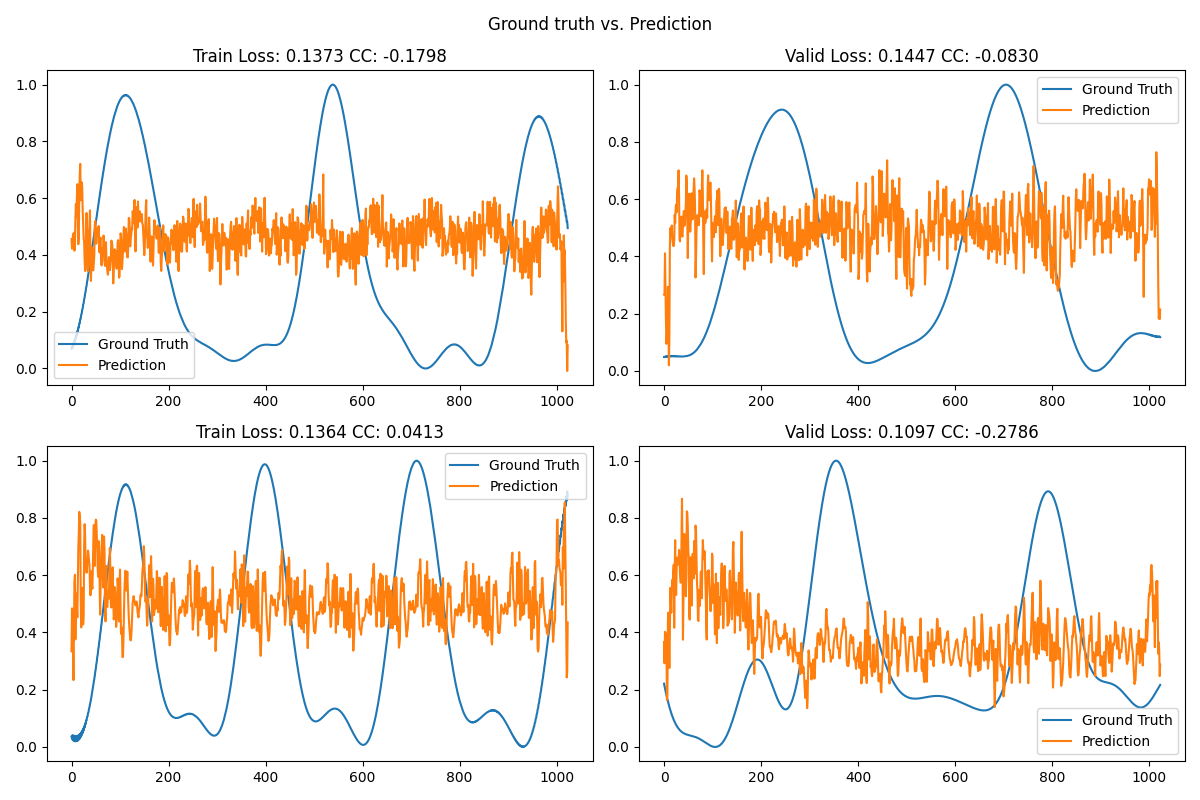 Ground truth vs. Prediction
Train Loss: 0.1373 CC: -0.1798
1.0
0.8
0.6
0.4
0.2
0.0
Ground Truth
Prediction
0 200 400 600 800 1000
Valid Loss: 0.1447 CC: -0.0830
1.0
0.8
0.6
0.4
0.2
0.0
Ground Truth
Prediction
0 200 400 600 800 1000
Train Loss: 0.1364 CC: 0.0413
1.0
0.8
0.6
0.4
0.2
0.0
Ground Truth
Prediction
0 200 400 600 800 1000
Valid Loss: 0.1097 CC: -0.2786
1.0
0.8
0.6
0.4
0.2
0.0
Ground Truth
Prediction
0 200 400 600 800 1000